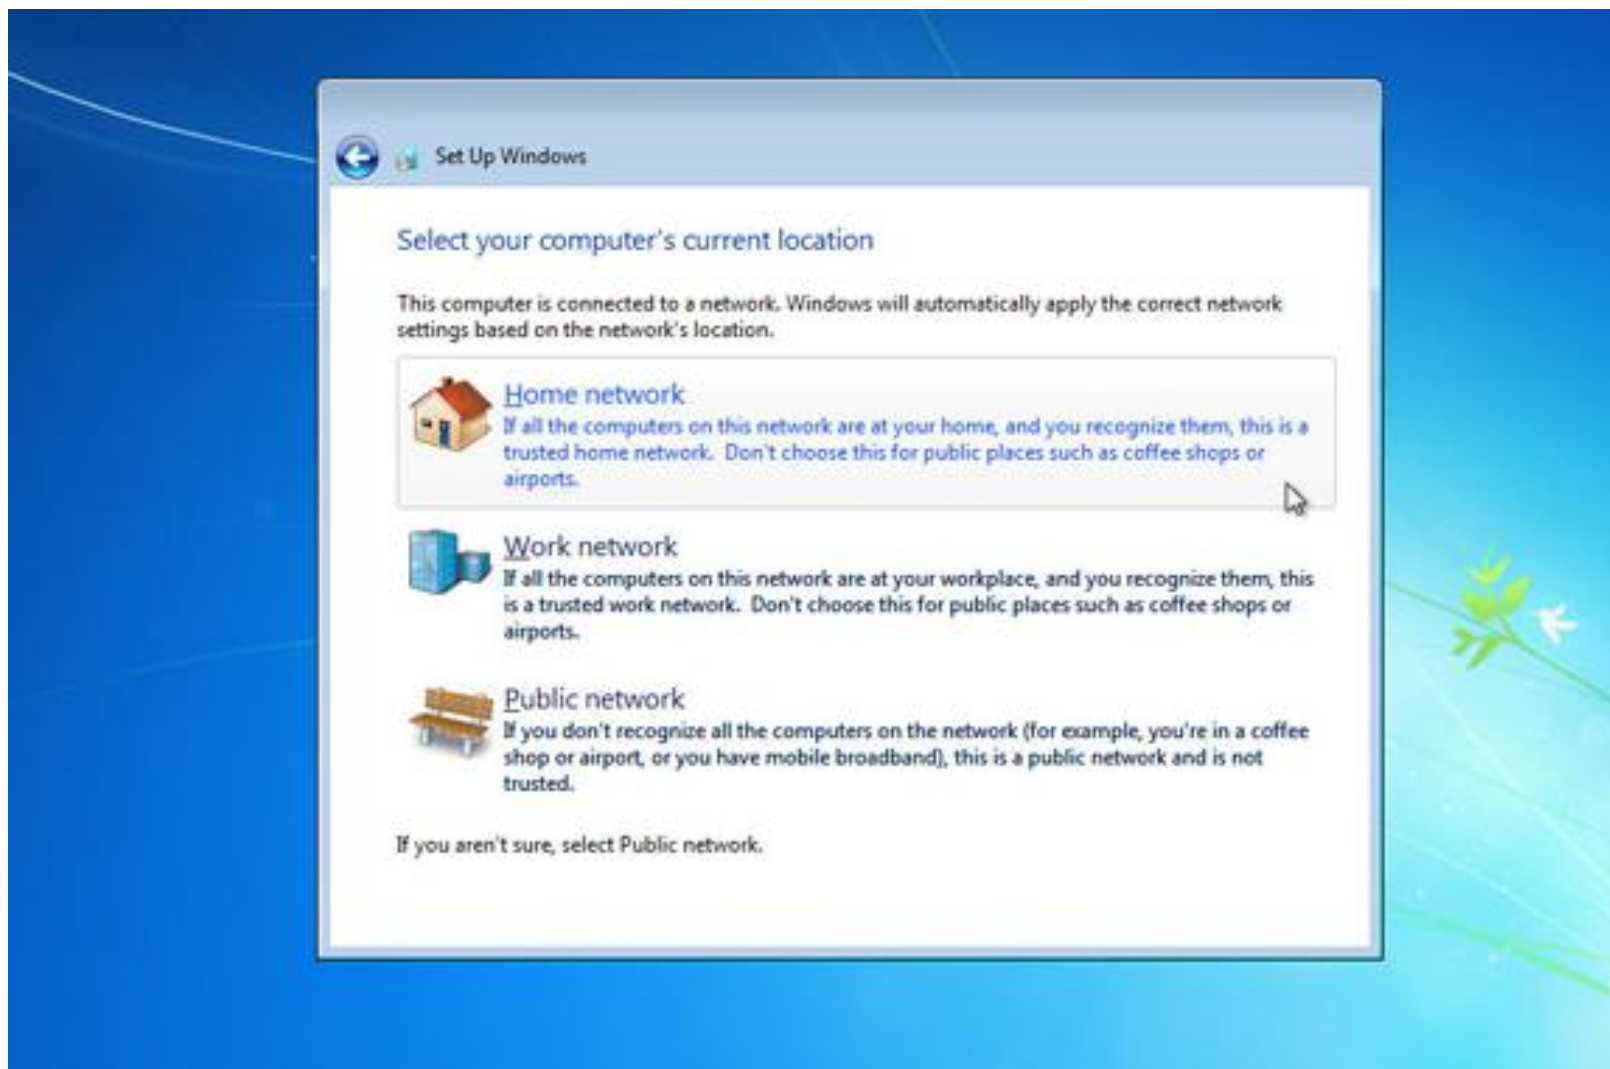 Set Up Windows
Select your computer's current location
This computer is connected to a network. Windows will automatically apply the correct network
settings based on the network's location.
Home network
If all the computers on this network are at your home, and you recognize them, this is a
trusted home network.  Don't choose this for public places such as coffee shops or
airports.
Work network
If all the computers on this network are at your workplace, and you recognize them, this
is a trusted work network.  Don't choose this for public places such as coffee shops or
airports.
Public network
If you don't recognize all the computers on the network (for example, you're in a coffee
shop or airport, or you have mobile broadband), this is a public network and is not
trusted.
If you aren't sure, select Public network.